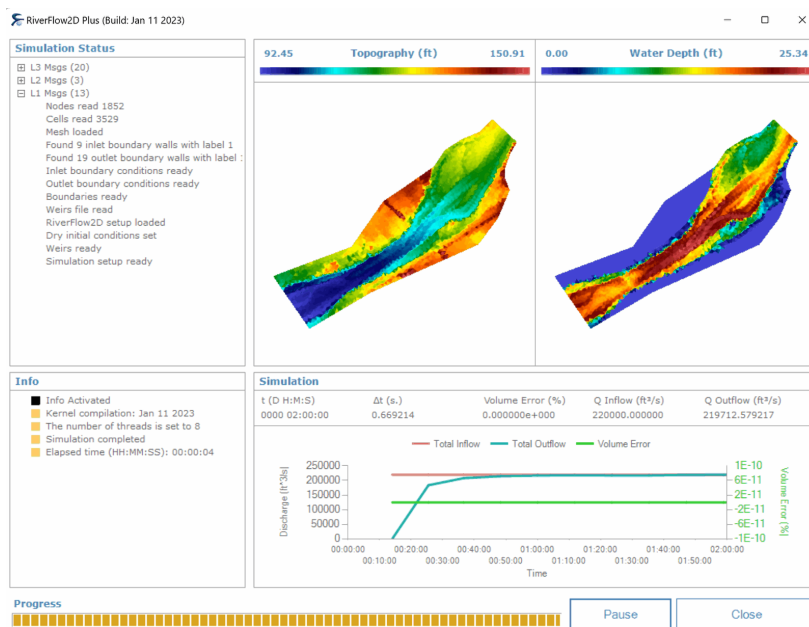 RiverFlow2D Plus (Build: Jan 11 2023)
Simulation Status
L3 Msgs (20)
L2 Msgs (3)
L1 Msgs (13)
Nodes read 1852
Cells read 3529
Mesh loaded
Found 9 inlet boundary walls with label 1
Found 19 outlet boundary walls with label :
Inlet boundary conditions ready
Outlet boundary conditions ready
Boundaries ready
Weirs file read
RiverFlow2D setup loaded
Dry initial conditions set
Weirs ready
Simulation setup ready
92.45 Topography (ft) 150.91
0.00 Water Depth (ft) 25.34
Info
Info Activated
Kernel compilation: Jan 11 2023
The number of threads is set to 8
Simulation completed
Elapsed time (HH:MM:SS): 00:00:04
Simulation
t (D H:M:S) Δt (s.) Volume Error (%) Q Inflow (ft³/s) Q Outflow (ft³/s)
0000 02:00:00 0.669214 0.000000e+000 220000.000000 219712.579217
Total Inflow Total Outflow Volume Error
Discharge (ft^3/s)
250000
200000
150000
100000
50000
0
1E-10
6E-11
2E-11
-2E-11
-6E-11
-1E-10
Volume Error [%]
00:00:00 00:20:00 00:40:00 01:00:00 01:20:00 01:40:00 02:00:00
00:10:00 00:30:00 00:50:00 01:10:00 01:30:00 01:50:00
Time
Progress
Pause
Close